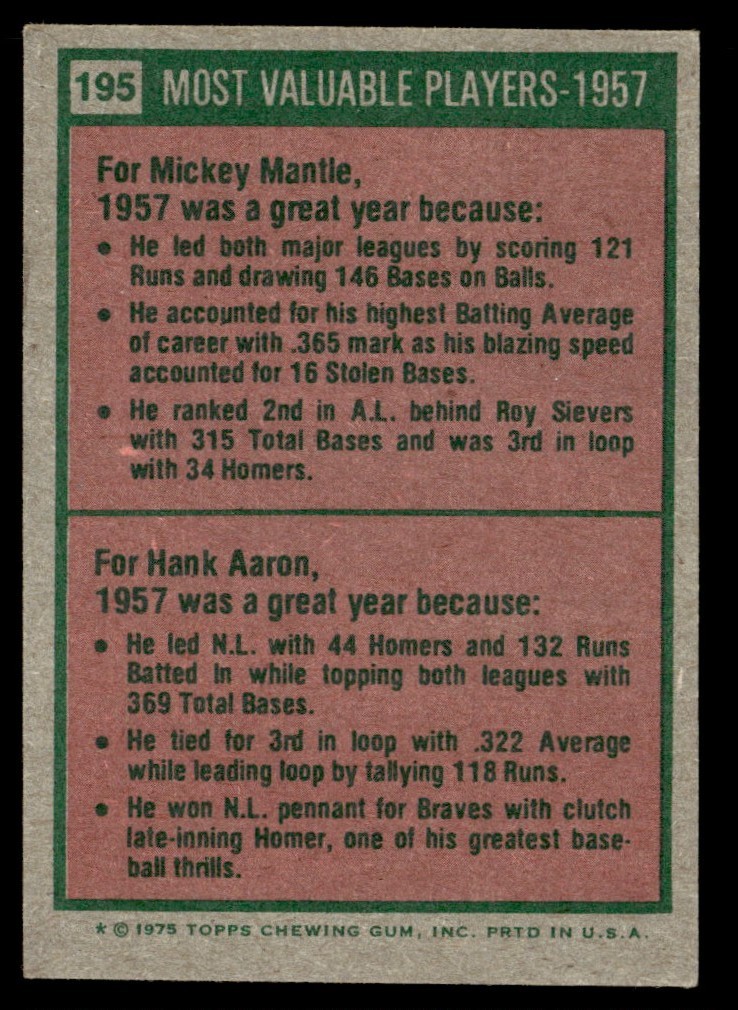 195 MOST VALUABLE PLAYERS-1957
For Mickey Mantle,
1957 was a great year because:
• He led both major leagues by scoring 121
Runs and drawing 146 Bases on Balls.
• He accounted for his highest Batting Average
of career with .365 mark as his blazing speed
accounted for 16 Stolen Bases.
• He ranked 2nd in A.L. behind Roy Sievers
with 315 Total Bases and was 3rd in loop
with 34 Homers.
For Hank Aaron,
1957 was a great year because:
• He led N.L. with 44 Homers and 132 Runs
Batted In while topping both leagues with
369 Total Bases.
• He tied for 3rd in loop with .322 Average
while leading loop by tallying 118 Runs.
• He won N.L. pennant for Braves with clutch
late-inning Homer, one of his greatest base-
ball thrills.
* © 1975 TOPPS CHEWING GUM, INC. PRTD IN U.S.A.